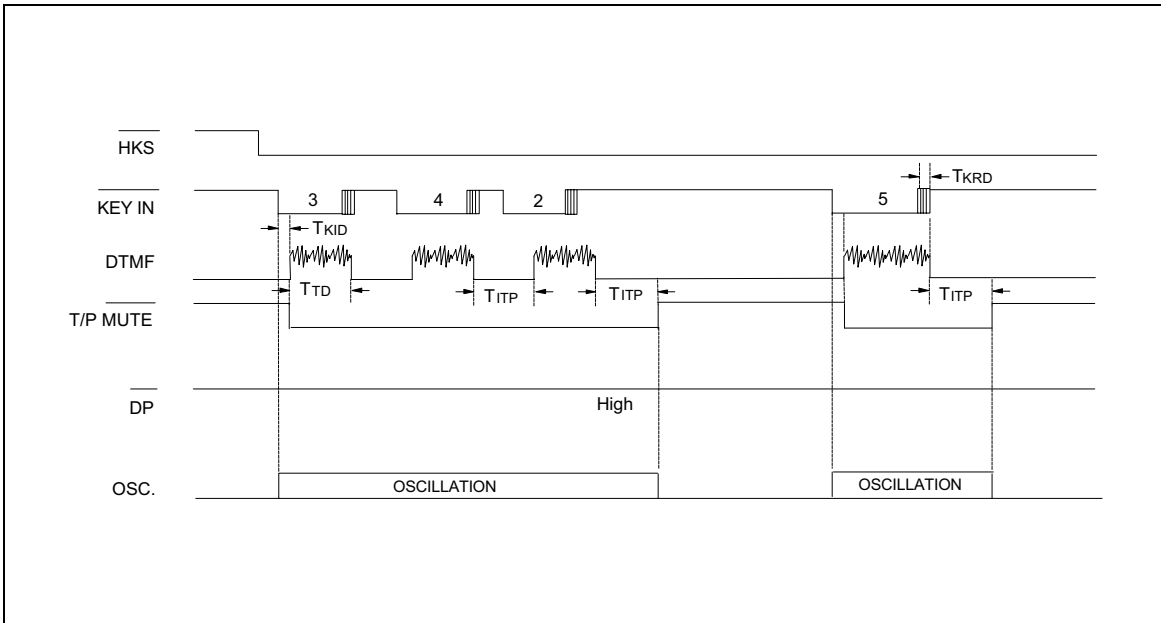 HKS
TKRD
KEY IN 3 4 2 5
TKID
DTMF
TTD TITP TITP TITP
T/P MUTE
DP High
OSC. OSCILLATION OSCILLATION